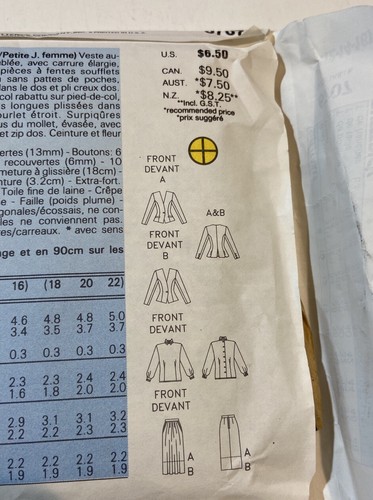 3767
/Petite J. femme) Veste au-
blée, avec carrure élargie,
pièces à fentes soufflets
sans pattes de poches,
dans le dos et pli creux dos.
col rabattu sur pied-de-col,
s longues plissées dans
ourlet étroit. Surpiqûres
us du mollet, évasée, avec
et zip dos. Ceinture et fleur
ertes (13mm) - Boutons: 6
recouvertes (6mm) - 10
meture à glissière (18cm) -
nture (3.2cm) - Extra-fort.
Toile fine de laine - Crêpe
e - Faille (poids plume) -
gonales/écossais, ne con-
les ne conviennent pas.
res/carreaux. * avec sens
age et en 90cm sur les
16) (18 20 22)
4.6 4.8 4.8 5.0
3.4 3.5 3.7 3.7
0.3 0.3 0.3 0.3
2.3 2.3 2.4 2.4
1.6 1.8 2.0 2.0
2.9 3.1 3.1 3.2
2.2 2.2 2.3 2.3
2.2 2.2 2.2 2.2
1.9 1.9 1.9 1.9
U.S. $6.50
CAN. $9.50
AUST. *$7.50
N.Z. *$8.25**
**Incl. G.S.T.
*recommended price
*prix suggéré
FRONT
DEVANT
A
A&B
FRONT
DEVANT
B
FRONT
DEVANT
FRONT
DEVANT
A
B
A
B